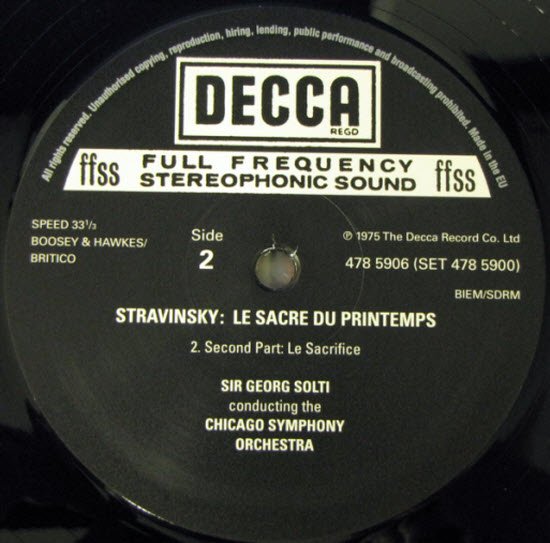 All rights reserved. Unauthorised copying, reproduction, hiring, lending, public performance and broadcasting prohibited. Made in the EU
DECCA
REGD
ffss FULL FREQUENCY STEREOPHONIC SOUND ffss
SPEED 33 1/3
BOOSEY & HAWKES/
BRITICO
Side
2
℗ 1975 The Decca Record Co. Ltd
478 5906 (SET 478 5900)
BIEM/SDRM
STRAVINSKY: LE SACRE DU PRINTEMPS
2. Second Part: Le Sacrifice
SIR GEORG SOLTI
conducting the
CHICAGO SYMPHONY
ORCHESTRA